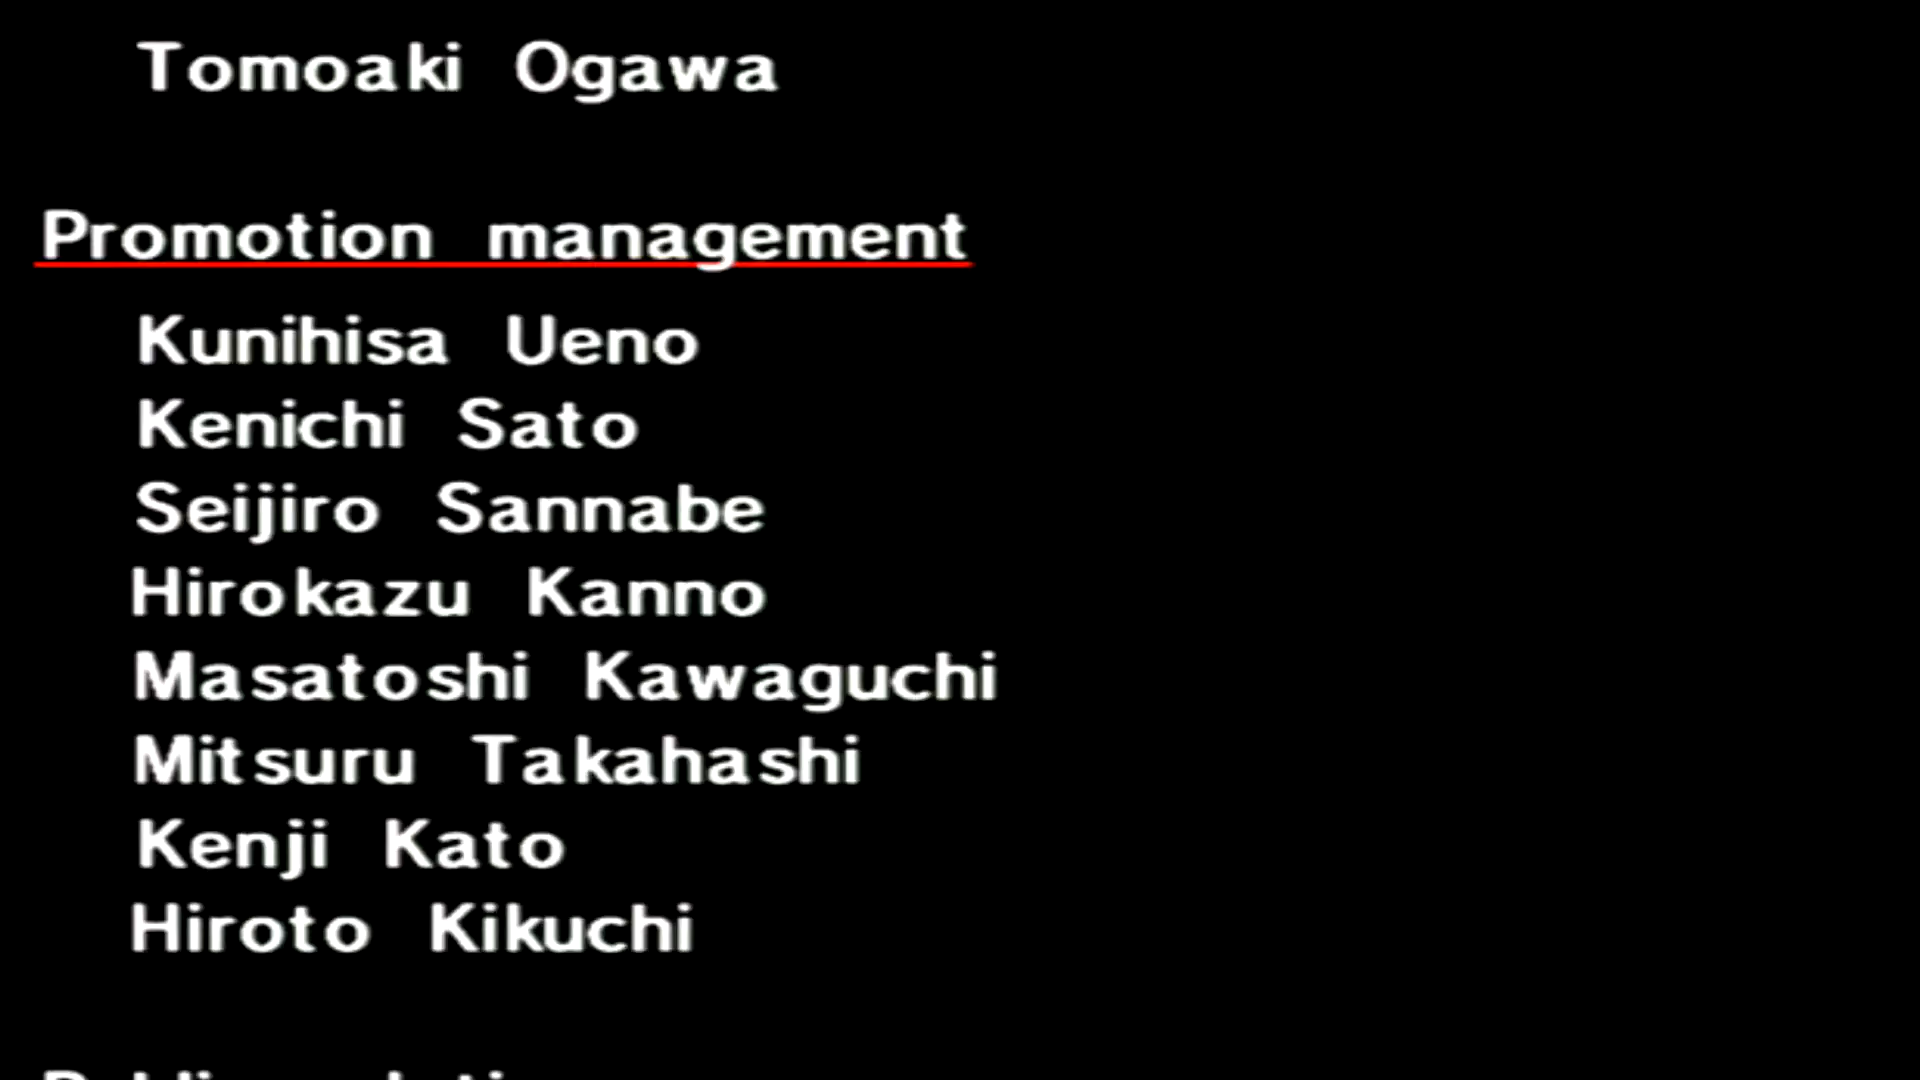 Tomoaki Ogawa
Promotion management
Kunihisa Ueno
Kenichi Sato
Seijiro Sannabe
Hirokazu Kanno
Masatoshi Kawaguchi
Mitsuru Takahashi
Kenji Kato
Hiroto Kikuchi